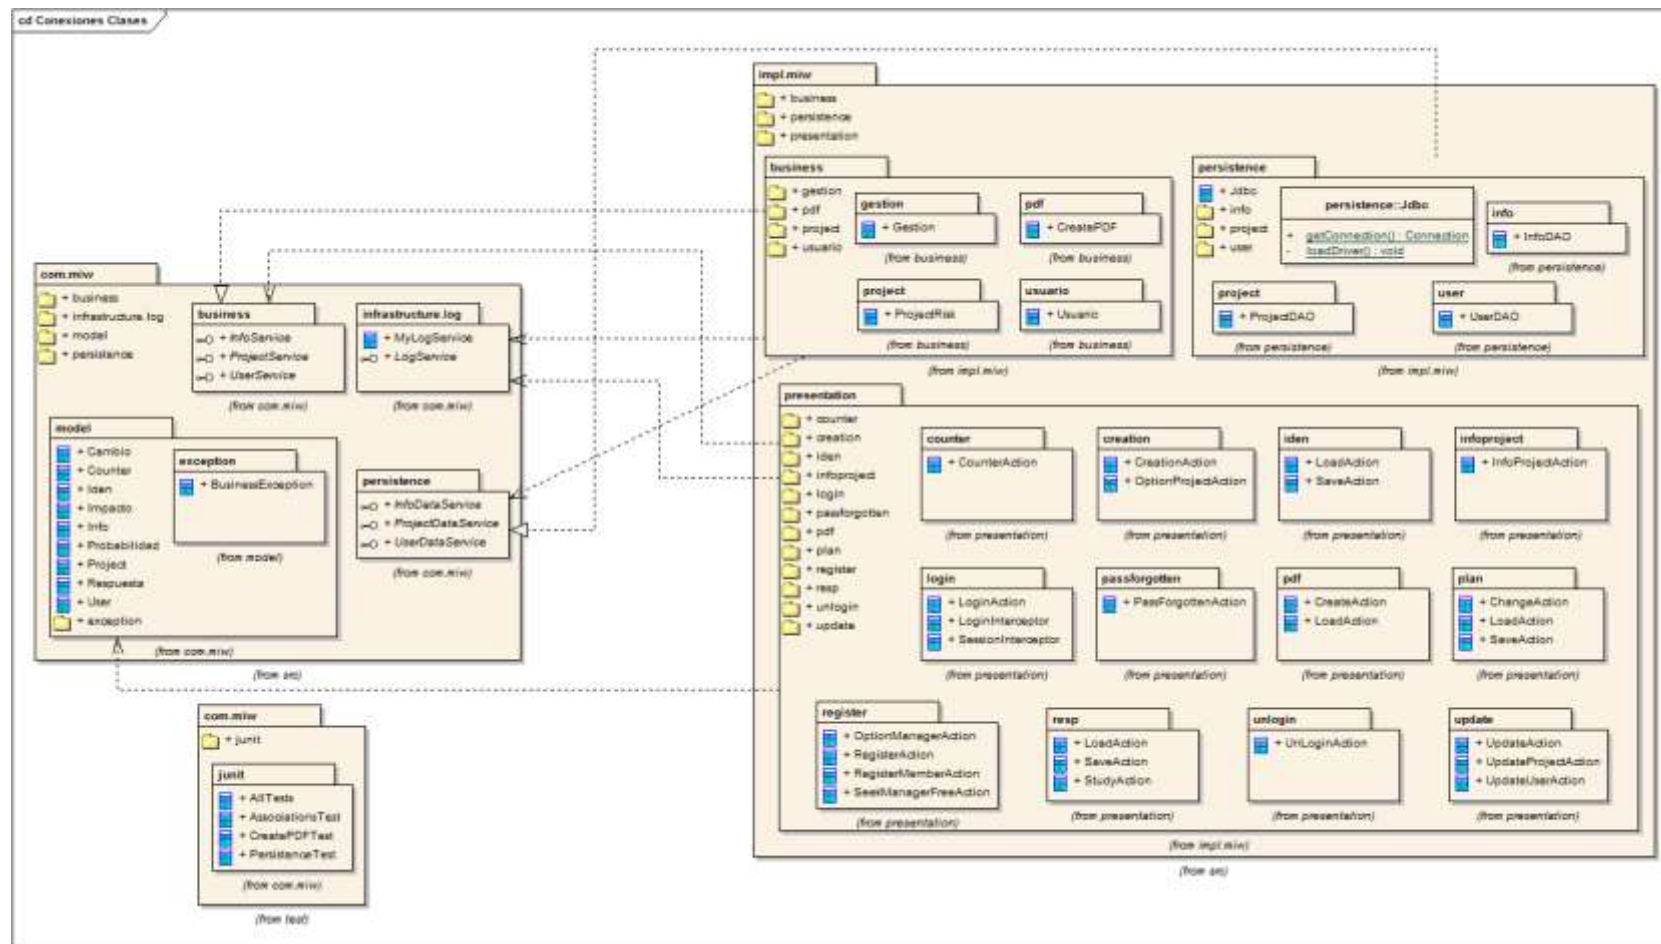 cd Conexiones Clases
impl.miw
+ business
+ persistence
+ presentation
business
+ gestion
+ pdf
+ project
+ usuario
gestion
+ Gestion
(from business)
pdf
+ CreatePDF
(from business)
project
+ ProjectRisk
(from business)
usuario
+ Usuario
(from business)
(from impl.miw)
persistence
+ Jdbc
+ info
+ project
+ user
persistence::Jdbc
+ getConnection() : Connection
- loadDriver() : void
info
+ InfoDAO
(from persistence)
project
+ ProjectDAO
(from persistence)
user
+ UserDAO
(from persistence)
(from impl.miw)
com.miw
+ business
+ infrastructure.log
+ model
+ persistence
business
+ InfoService
+ ProjectService
+ UserService
(from com.miw)
infrastructure.log
+ MyLogService
+ LogService
(from com.miw)
model
+ Cambio
+ Counter
+ Iden
+ Impacto
+ Info
+ Probabilidad
+ Project
+ Respuesta
+ User
+ exception
exception
+ BusinessException
(from model)
(from com.miw)
persistence
+ InfoDataService
+ ProjectDataService
+ UserDataService
(from com.miw)
(from src)
presentation
+ counter
+ creation
+ iden
+ infoproject
+ login
+ passforgotten
+ pdf
+ plan
+ register
+ resp
+ unlogin
+ update
counter
+ CounterAction
(from presentation)
creation
+ CreationAction
+ OptionProjectAction
(from presentation)
iden
+ LoadAction
+ SaveAction
(from presentation)
infoproject
+ InfoProjectAction
(from presentation)
login
+ LoginAction
+ LoginInterceptor
+ SessionInterceptor
(from presentation)
passforgotten
+ PassForgottenAction
(from presentation)
pdf
+ CreateAction
+ LoadAction
(from presentation)
plan
+ ChangeAction
+ LoadAction
+ SaveAction
(from presentation)
register
+ OptionManagerAction
+ RegisterAction
+ RegisterMemberAction
+ SeekManagerFreeAction
(from presentation)
resp
+ LoadAction
+ SaveAction
+ StudyAction
(from presentation)
unlogin
+ UnLoginAction
(from presentation)
update
+ UpdateAction
+ UpdateProjectAction
+ UpdateUserAction
(from presentation)
(from impl.miw)
(from src)
com.miw
+ junit
junit
+ AllTests
+ AssociationsTest
+ CreatePDFTest
+ PersistenceTest
(from com.miw)
(from test)